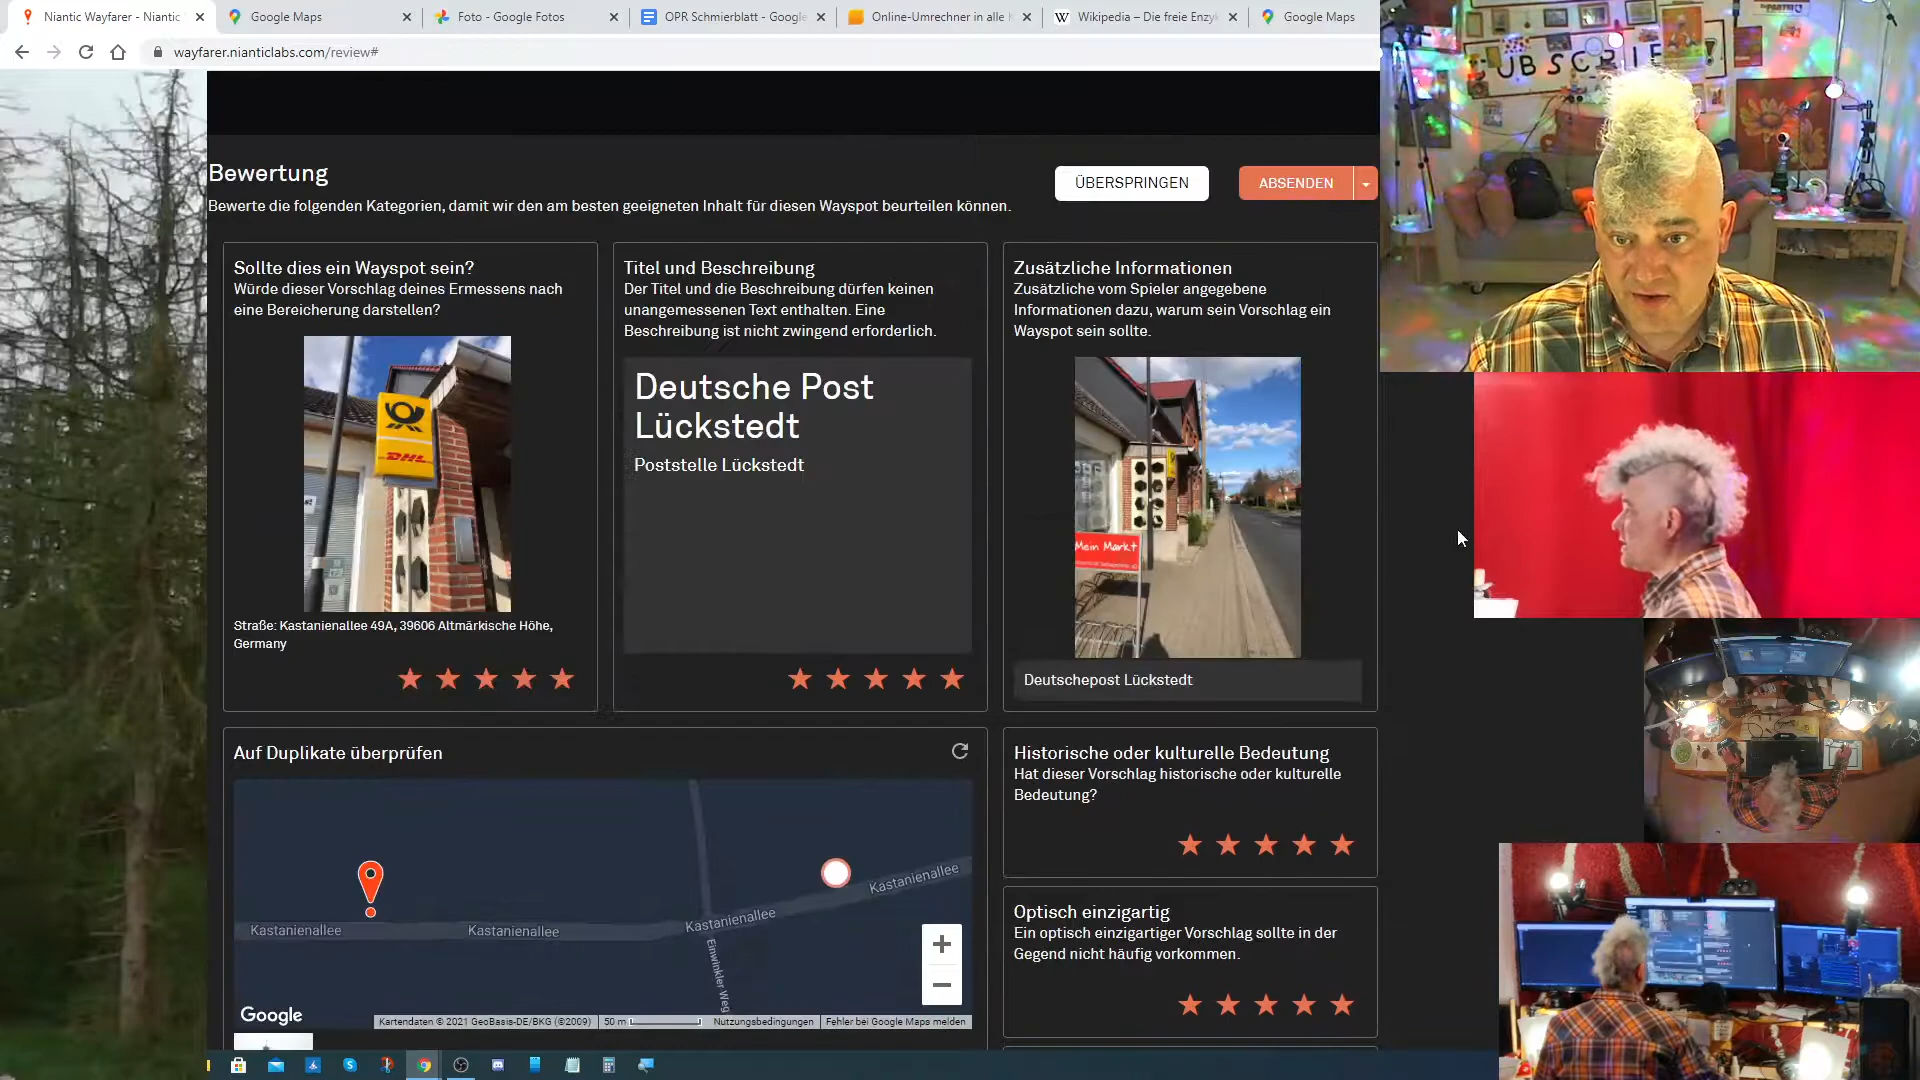 Niantic Wayfarer - Niantic
Google Maps
Foto - Google Fotos
OPR Schmierblatt - Google
Online-Umrechner in alle
Wikipedia – Die freie Enzyk
Google Maps
wayfarer.nianticlabs.com/review#
Bewertung
Bewerte die folgenden Kategorien, damit wir den am besten geeigneten Inhalt für diesen Wayspot beurteilen können.
ÜBERSPRINGEN
ABSENDEN
Sollte dies ein Wayspot sein?
Würde dieser Vorschlag deines Ermessens nach
eine Bereicherung darstellen?
DHL
Straße: Kastanienallee 49A, 39606 Altmärkische Höhe,
Germany
Titel und Beschreibung
Der Titel und die Beschreibung dürfen keinen
unangemessenen Text enthalten. Eine
Beschreibung ist nicht zwingend erforderlich.
Deutsche Post
Lückstedt
Poststelle Lückstedt
Zusätzliche Informationen
Zusätzliche vom Spieler angegebene
Informationen dazu, warum sein Vorschlag ein
Wayspot sein sollte.
Mein Markt
Deutschepost Lückstedt
Auf Duplikate überprüfen
Kastanienallee
Kastanienallee
Kastanienallee
Kastanienallee
Einwinkler Weg
Google
Kartendaten © 2021 GeoBasis-DE/BKG (©2009)
50 m
Nutzungsbedingungen
Fehler bei Google Maps melden
Historische oder kulturelle Bedeutung
Hat dieser Vorschlag historische oder kulturelle
Bedeutung?
Optisch einzigartig
Ein optisch einzigartiger Vorschlag sollte in der
Gegend nicht häufig vorkommen.
UBSCRIBE